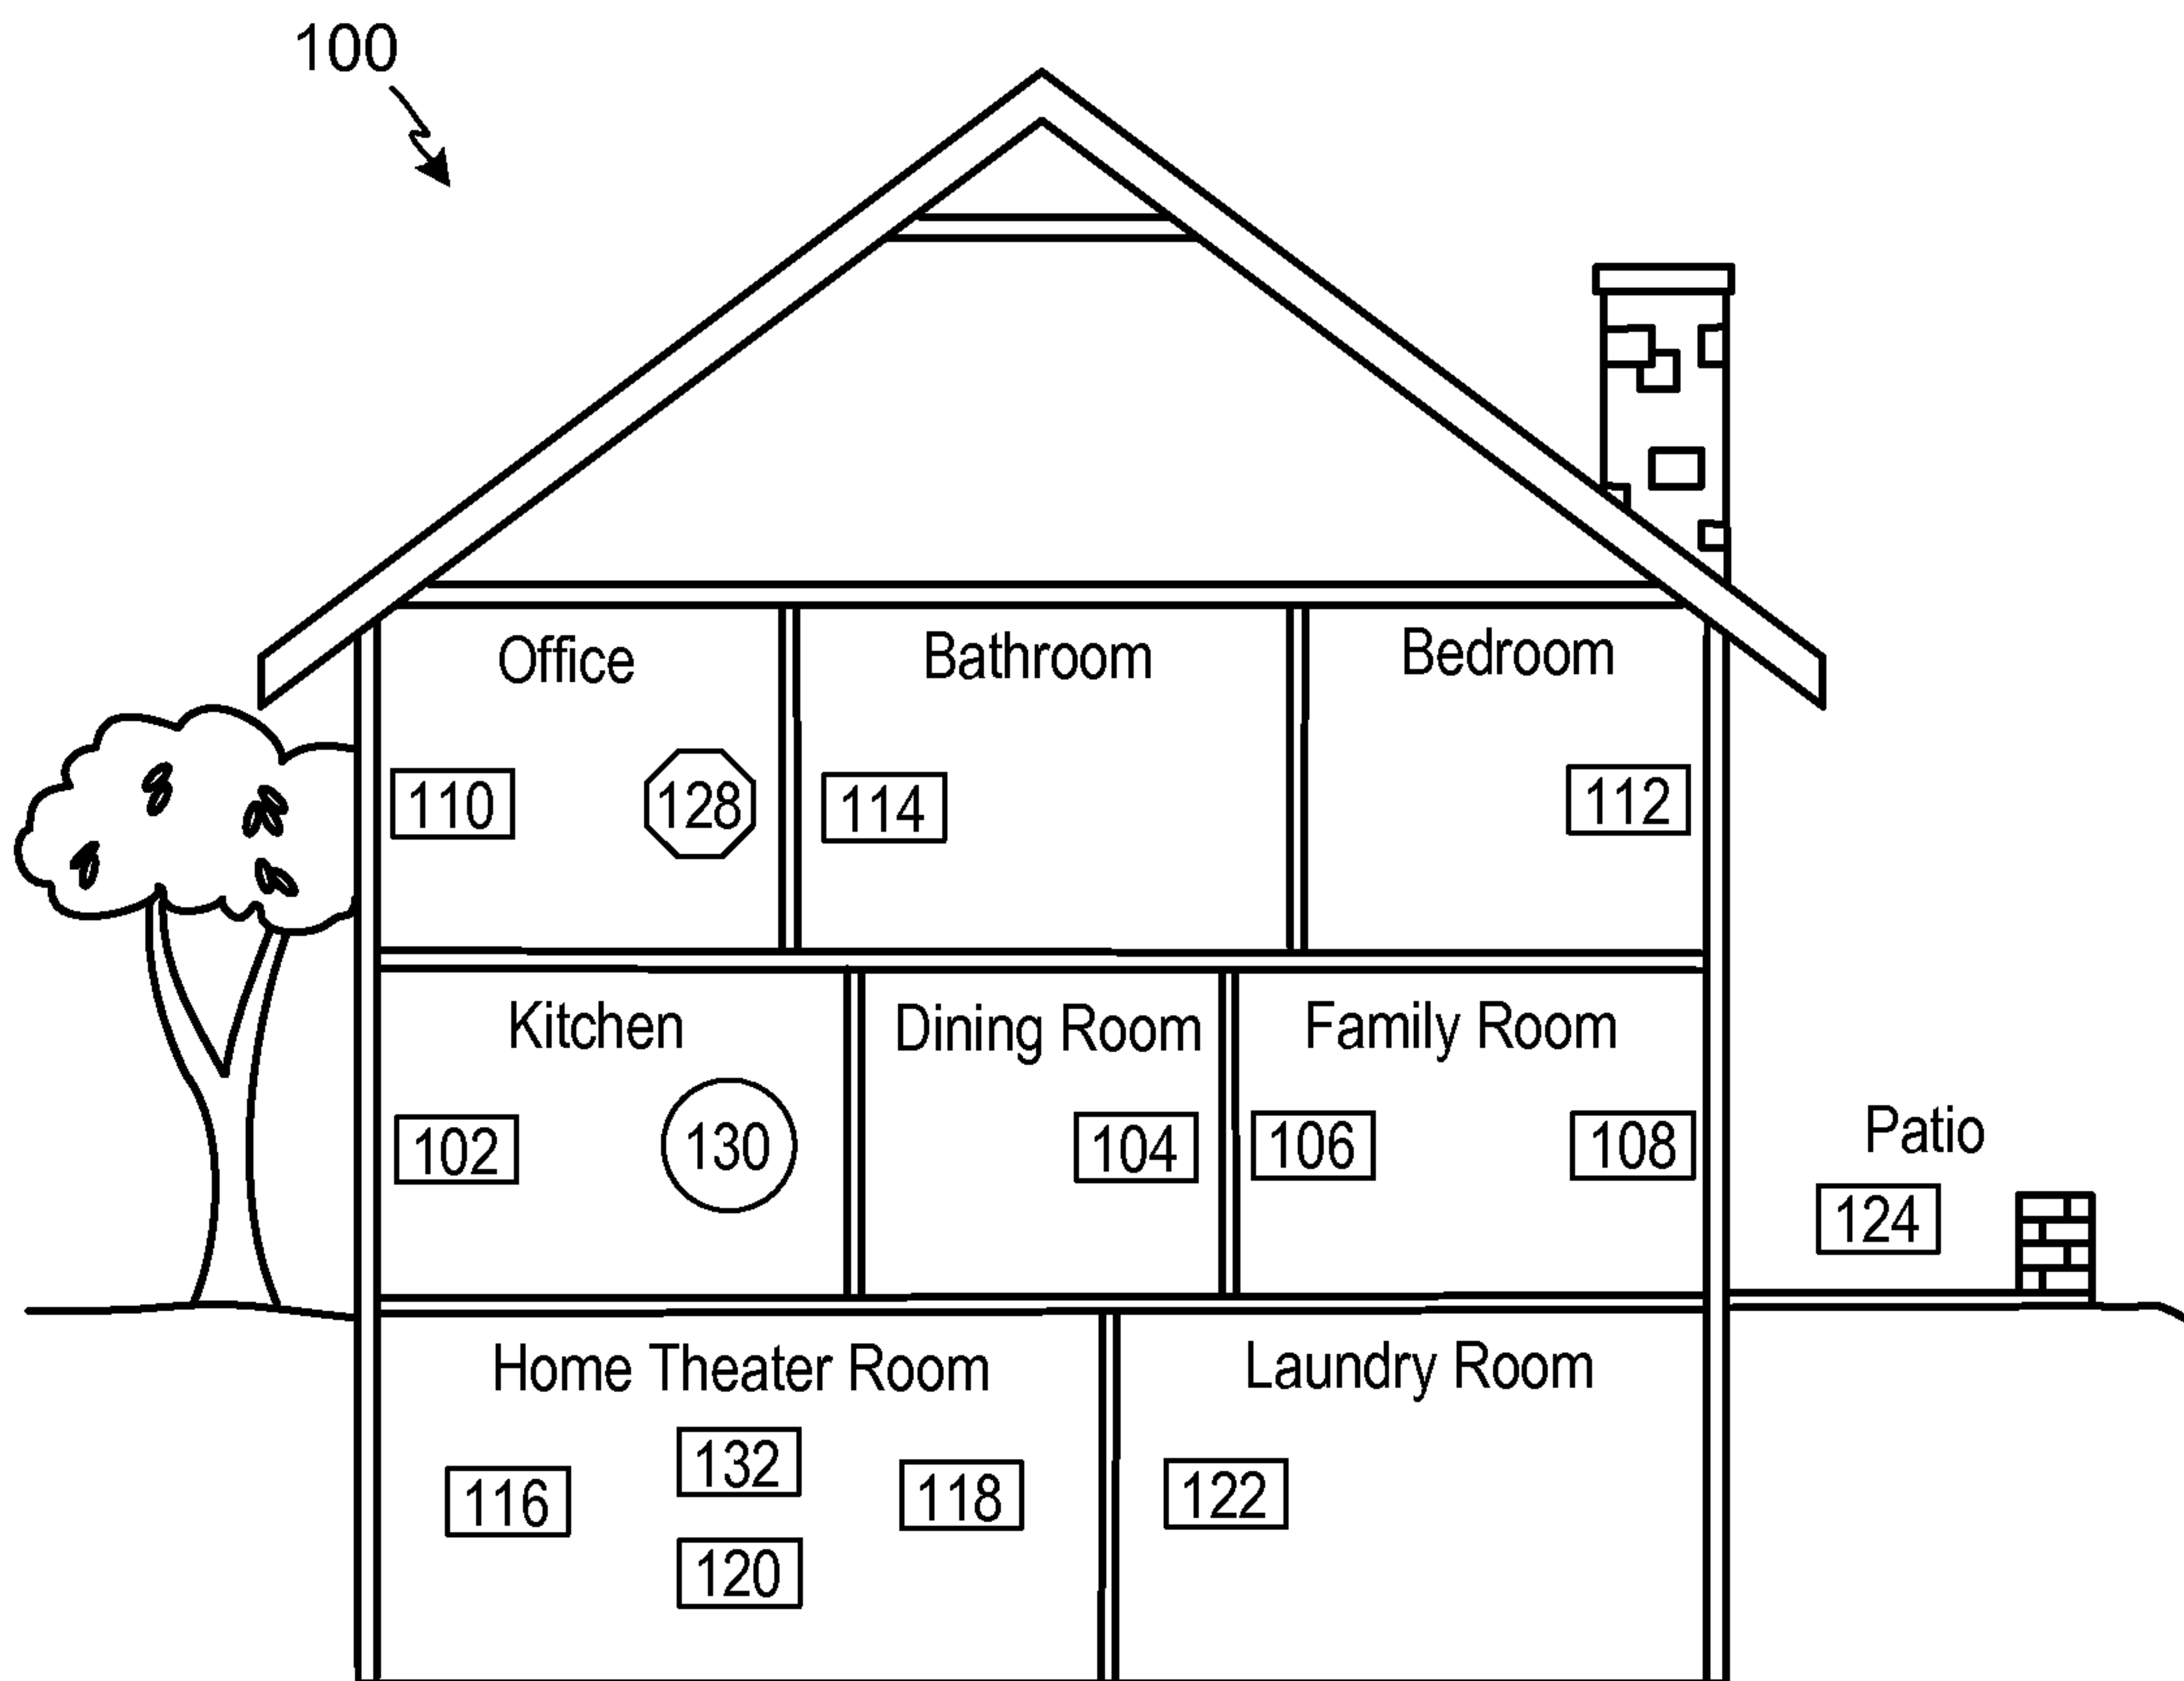 100
Office
Bathroom
Bedroom
110
128
114
112
Kitchen
Dining Room
Family Room
102
130
104
106
108
Patio
124
Home Theater Room
Laundry Room
116
132
118
122
120